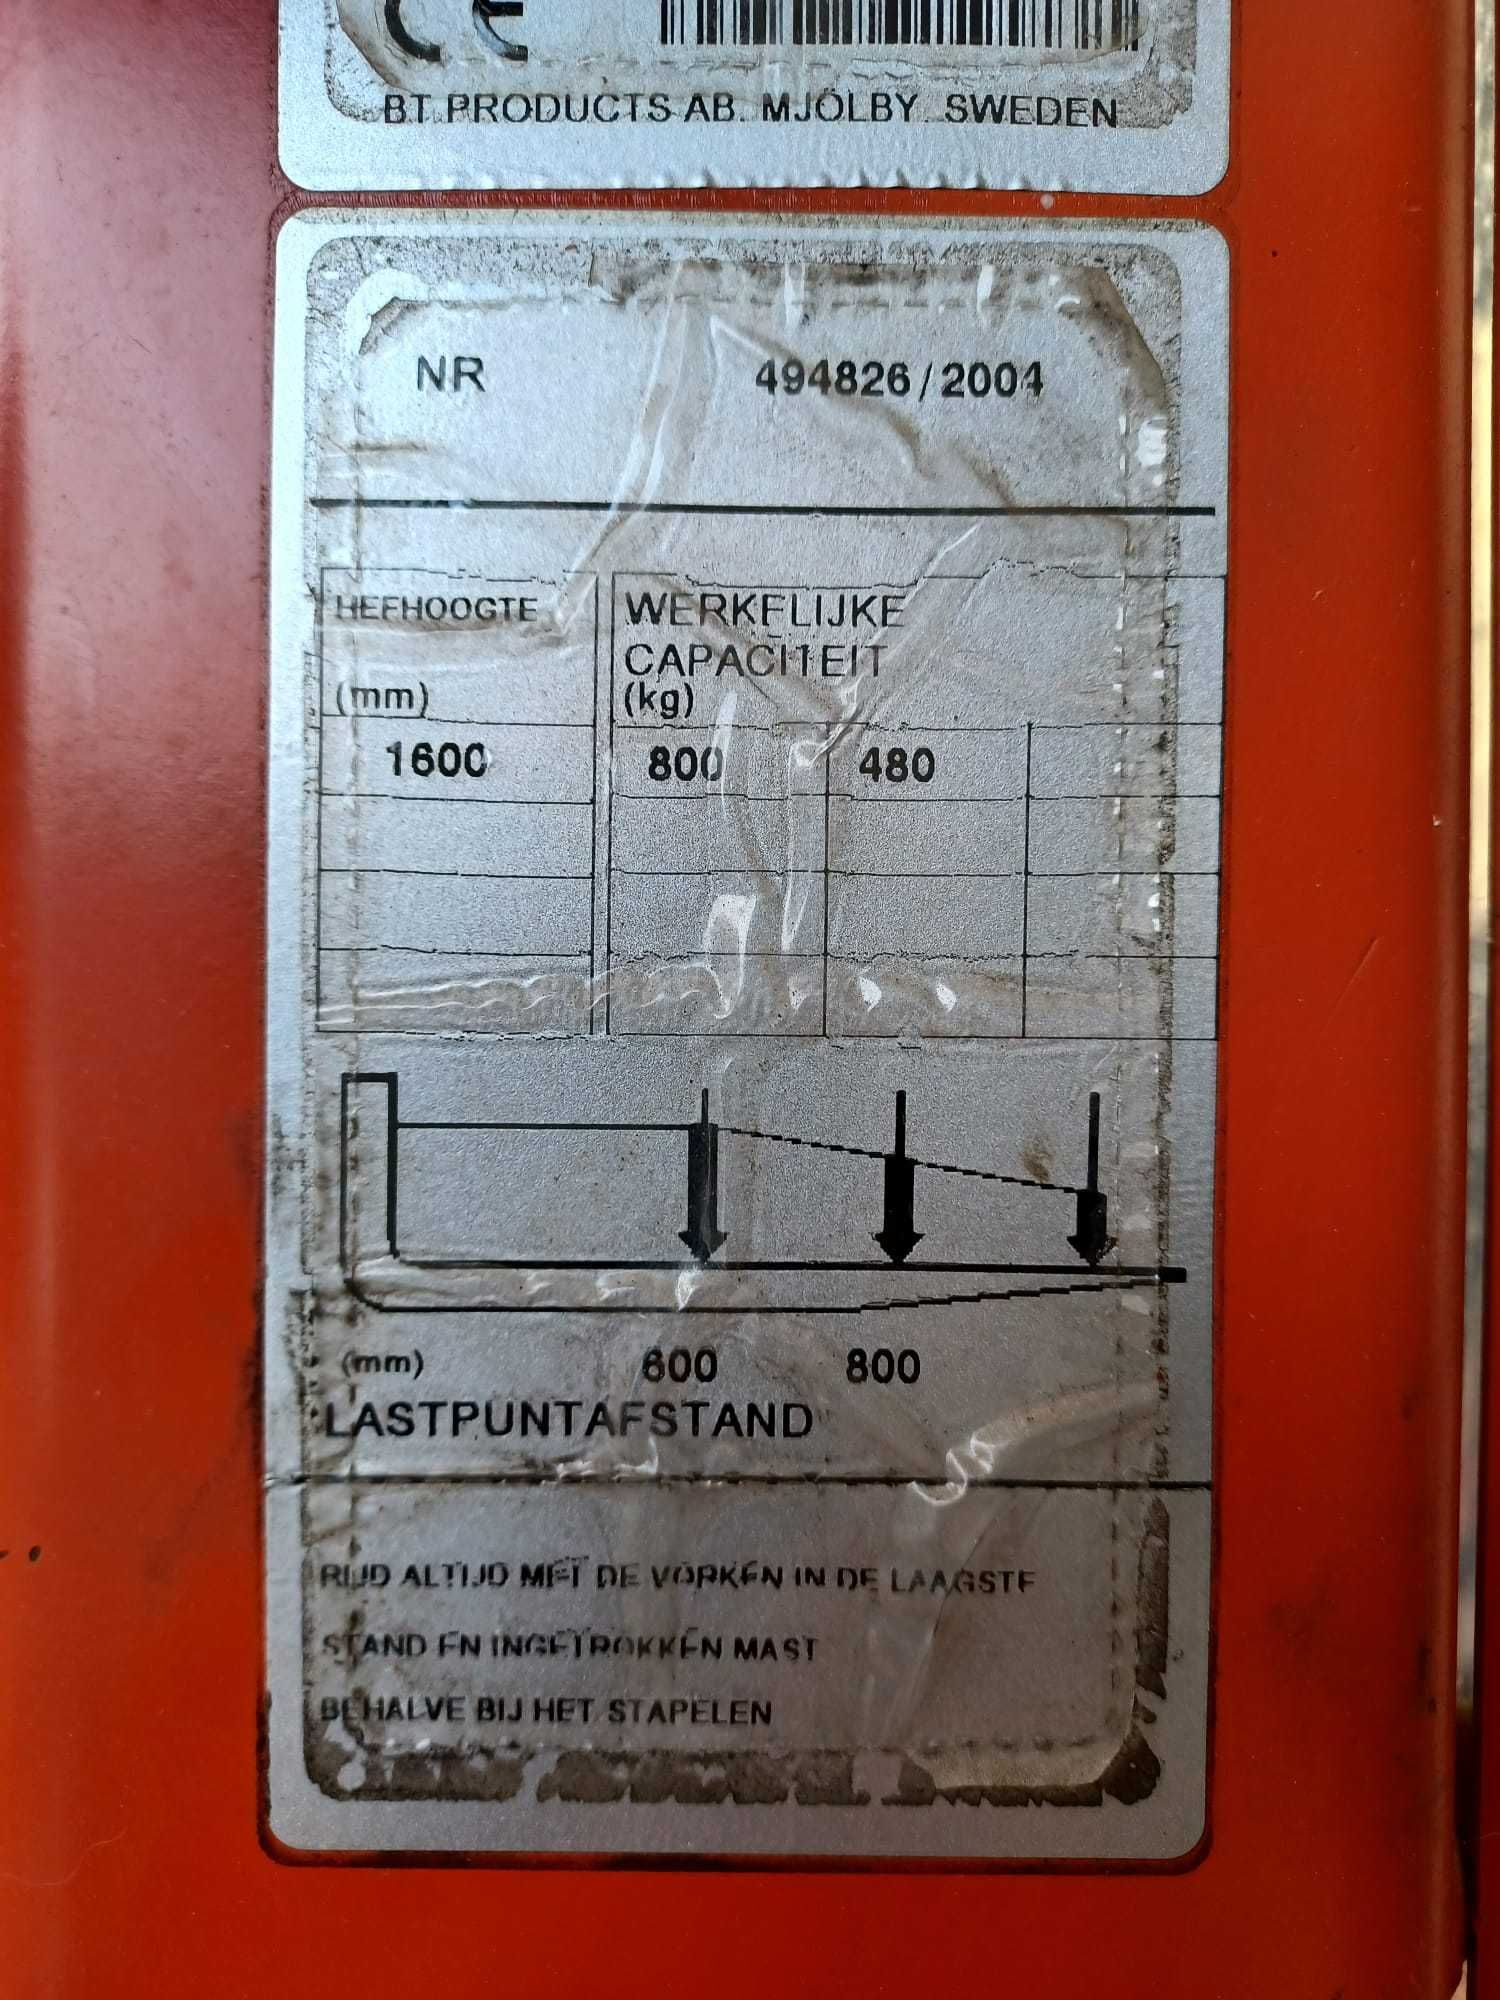 CE
BT PRODUCTS AB. MJÖLBY. SWEDEN
NR 494826/2004
HEFHOOGTE
(mm)
WERKELIJKE
CAPACITEIT
(kg)
1600 800 480
(mm) 600 800
LASTPUNTAFSTAND
RIJD ALTIJD MET DE VORKEN IN DE LAAGSTE
STAND EN INGETROKKEN MAST
BEHALVE BIJ HET STAPELEN